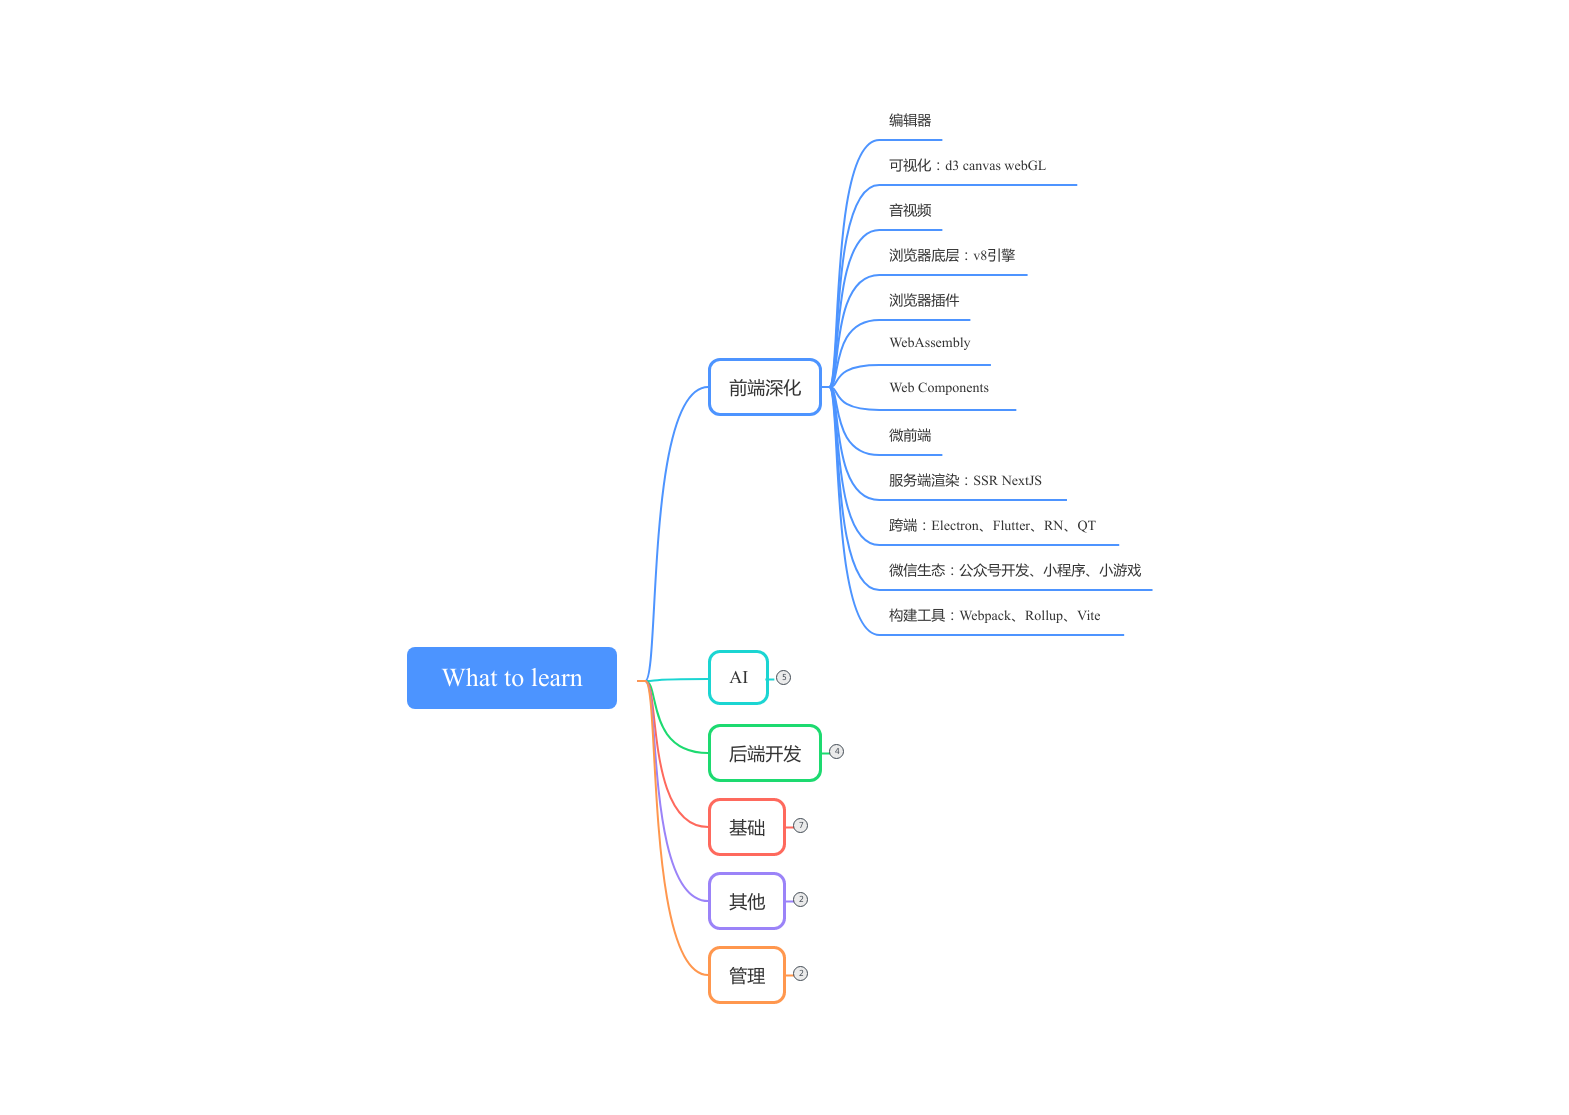 What to learn
前端深化
编辑器
可视化：d3 canvas webGL
音视频
浏览器底层：v8引擎
浏览器插件
WebAssembly
Web Components
微前端
服务端渲染：SSR NextJS
跨端：Electron、Flutter、RN、QT
微信生态：公众号开发、小程序、小游戏
构建工具：Webpack、Rollup、Vite
AI
5
后端开发
4
基础
7
其他
2
管理
2